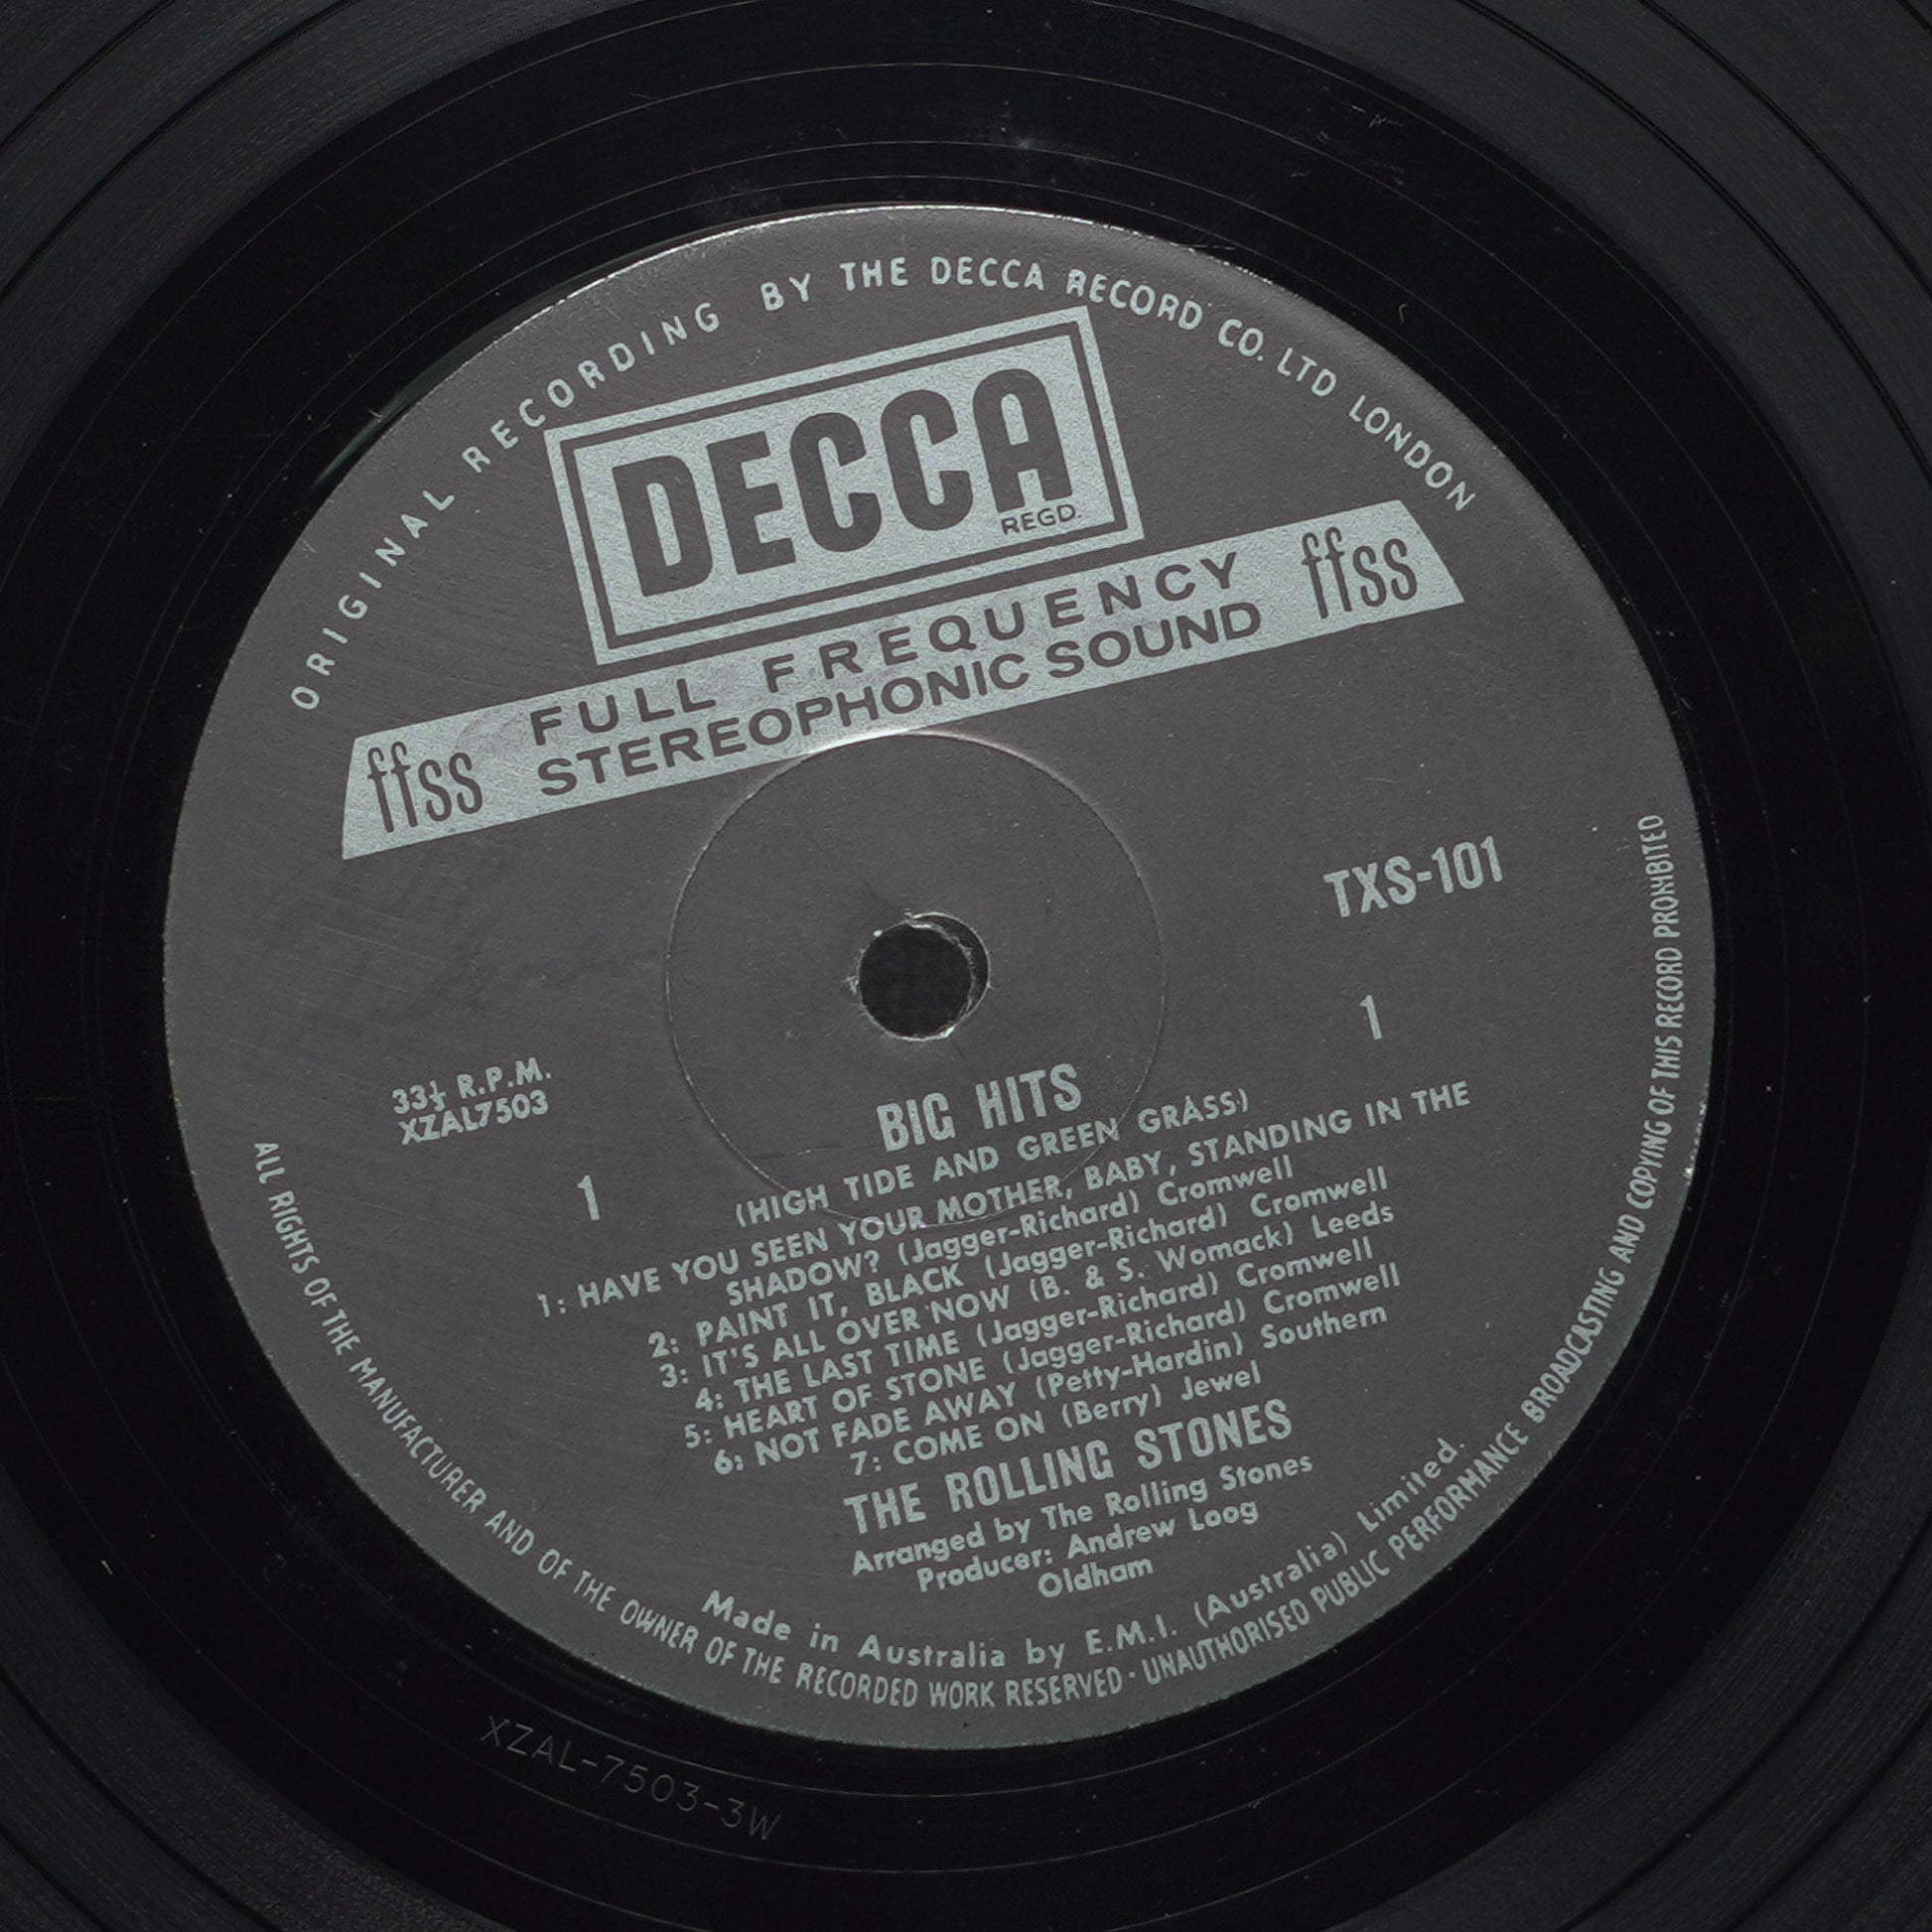 ORIGINAL RECORDING BY THE DECCA RECORD CO. LTD LONDON
DECCA
REGD.
ffss FULL FREQUENCY ffss
STEREOPHONIC SOUND
TXS-101
33⅓ R.P.M.
XZAL7503
1
1
BIG HITS
(HIGH TIDE AND GREEN GRASS)
1: HAVE YOU SEEN YOUR MOTHER, BABY, STANDING IN THE
SHADOW? (Jagger-Richard) Cromwell
2: PAINT IT, BLACK (Jagger-Richard) Cromwell
3: IT'S ALL OVER NOW (B. & S. Womack) Leeds
4: THE LAST TIME (Jagger-Richard) Cromwell
5: HEART OF STONE (Jagger-Richard) Cromwell
6: NOT FADE AWAY (Petty-Hardin) Southern
7: COME ON (Berry) Jewel
THE ROLLING STONES
Arranged by The Rolling Stones
Producer: Andrew Loog
Oldham
Made in Australia by E.M.I. (Australia) Limited.
ALL RIGHTS OF THE MANUFACTURER AND OF THE OWNER OF THE RECORDED WORK RESERVED · UNAUTHORISED PUBLIC PERFORMANCE BROADCASTING AND COPYING OF THIS RECORD PROHIBITED
XZAL-7503-3W